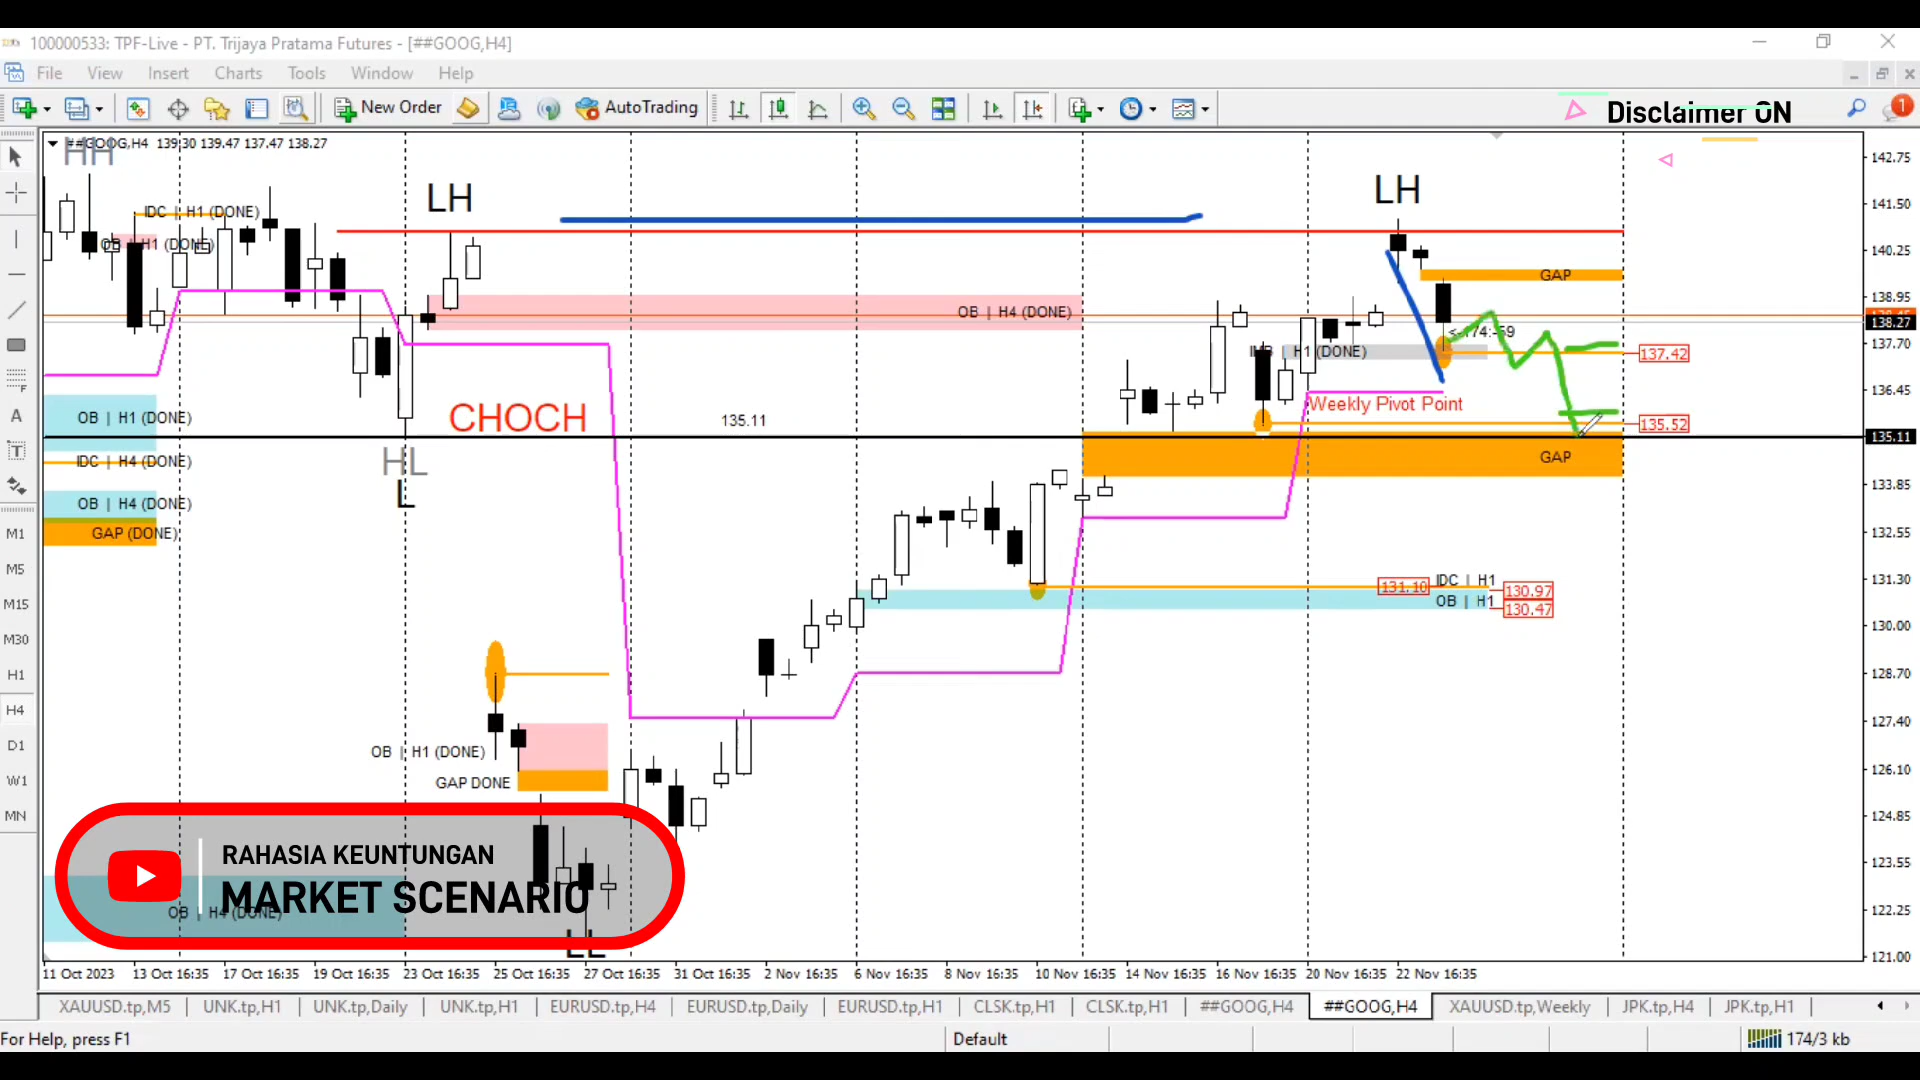 100000533: TPF-Live - PT. Trijaya Pratama Futures - [##GOOG,H4]
File View Insert Charts Tools Window Help
New Order AutoTrading
Disclaimer ON
1
##GOOG,H4 139.30 139.47 137.47 138.27
HH
LH
LH
IDC | H1 (DONE)
OB | H1 (DONE)
GAP
OB | H4 (DONE)
IMB | H1 (DONE)
137.42
Weekly Pivot Point
CHOCH
135.11
135.52
OB | H1 (DONE)
HL
L
IDC | H4 (DONE)
GAP
OB | H4 (DONE)
GAP (DONE)
131.10
IDC | H1
130.97
OB | H1
130.47
OB | H1 (DONE)
GAP DONE
RAHASIA KEUNTUNGAN
MARKET SCENARIO
OB | H4 (DONE)
LL
142.75
141.50
140.25
138.95
138.27
137.70
136.45
135.11
133.85
132.55
131.30
130.00
128.70
127.40
126.10
124.85
123.55
122.25
121.00
F
A
T
M1
M5
M15
M30
H1
H4
D1
W1
MN
11 Oct 2023 13 Oct 16:35 17 Oct 16:35 19 Oct 16:35 23 Oct 16:35 25 Oct 16:35 27 Oct 16:35 31 Oct 16:35 2 Nov 16:35 6 Nov 16:35 8 Nov 16:35 10 Nov 16:35 14 Nov 16:35 16 Nov 16:35 20 Nov 16:35 22 Nov 16:35
XAUUSD.tp,M5 UNK.tp,H1 UNK.tp,Daily UNK.tp,H1 EURUSD.tp,H4 EURUSD.tp,Daily EURUSD.tp,H1 CLSK.tp,H1 CLSK.tp,H1 ##GOOG,H4 ##GOOG,H4 XAUUSD.tp,Weekly JPK.tp,H4 JPK.tp,H1
For Help, press F1 Default 174/3 kb